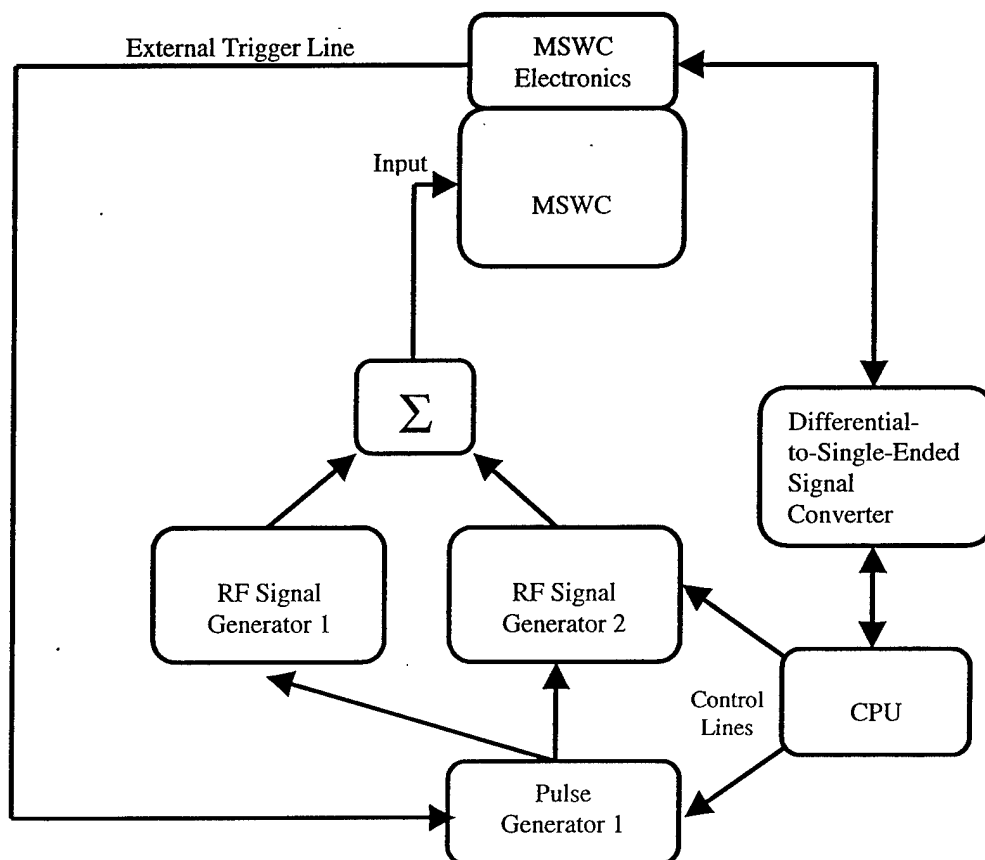 External Trigger Line
MSWC
Electronics
Input
MSWC
Σ
Differential-
to-Single-Ended
Signal
Converter
RF Signal
Generator 1
RF Signal
Generator 2
Control
Lines
CPU
Pulse
Generator 1